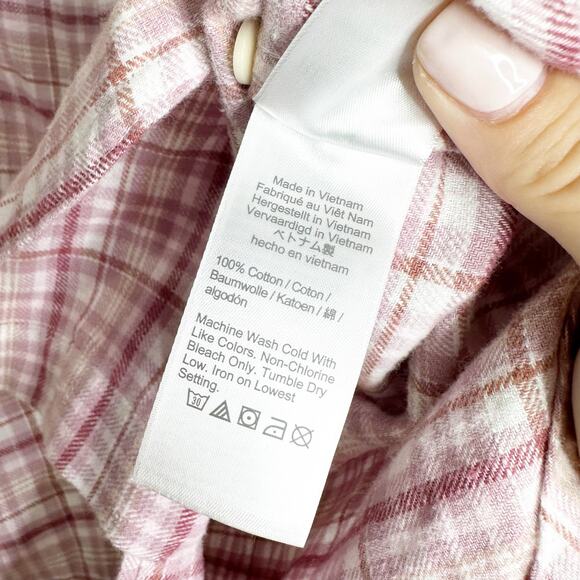 Made in Vietnam
Fabriqué au Viêt Nam
Hergestellt in Vietnam
Vervaardigd in Vietnam
ベトナム製
hecho en vietnam
100% Cotton / Coton /
Baumwolle / Katoen / 綿 /
algodón
Machine Wash Cold With
Like Colors. Non-Chlorine
Bleach Only. Tumble Dry
Low. Iron on Lowest
Setting.
30